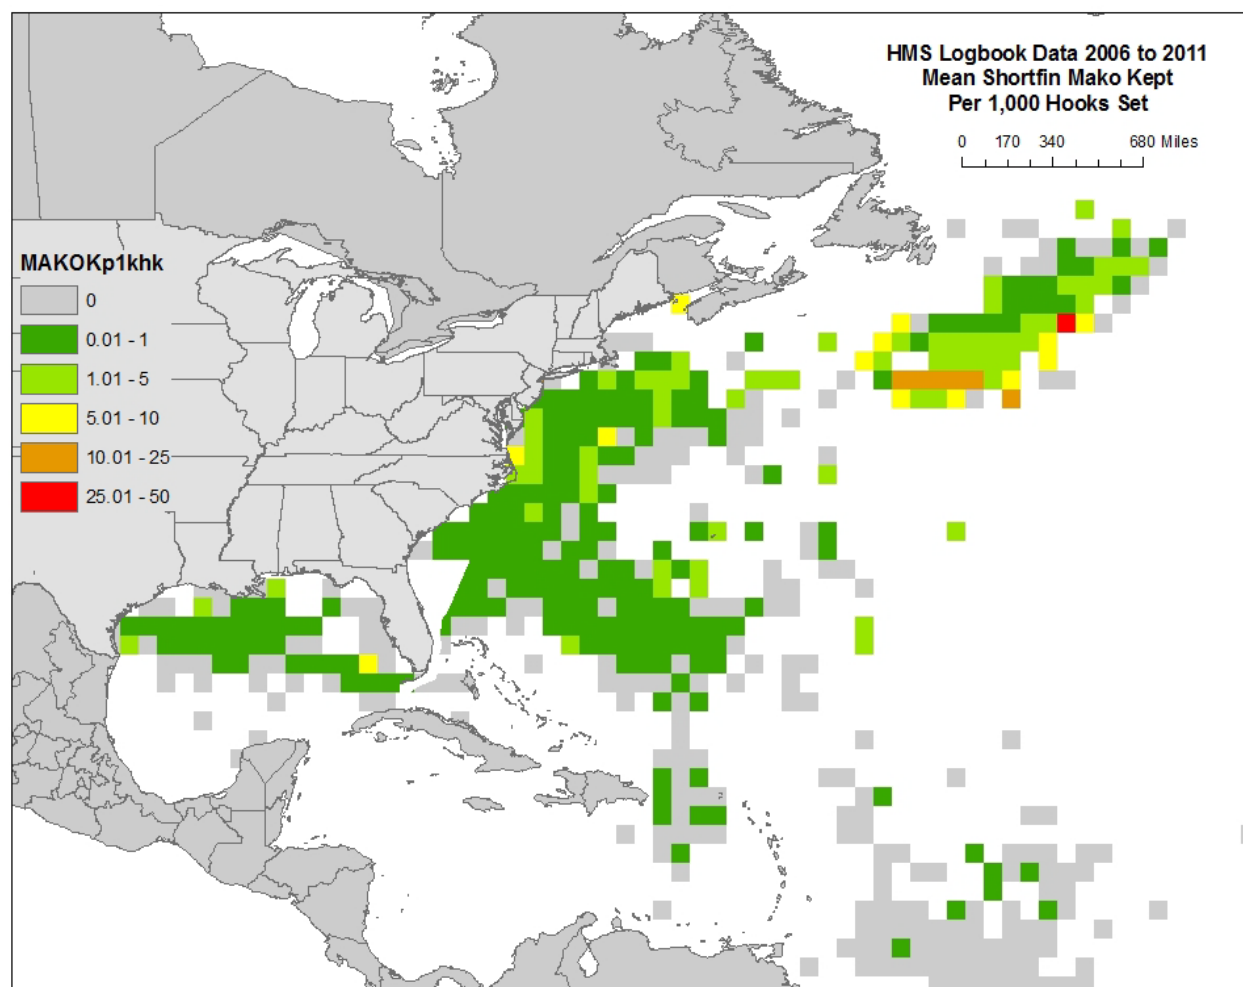 HMS Logbook Data 2006 to 2011
Mean Shortfin Mako Kept
Per 1,000 Hooks Set
0 170 340 680 Miles
MAKOKp1khk
0
0.01 - 1
1.01 - 5
5.01 - 10
10.01 - 25
25.01 - 50